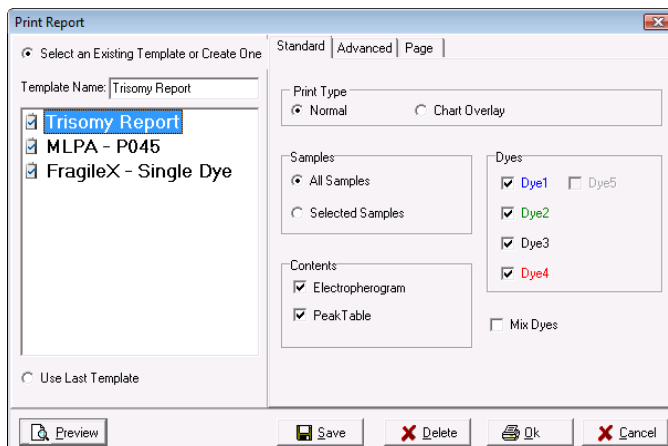 Print Report
Select an Existing Template or Create One
Template Name: Trisomy Report
Trisomy Report
MLPA - P045
FragileX - Single Dye
Use Last Template
Standard Advanced Page
Print Type
Normal Chart Overlay
Samples
All Samples
Selected Samples
Dyes
Dye1 Dye5
Dye2
Dye3
Dye4
Contents
Electropherogram
PeakTable
Mix Dyes
Preview Save Delete Ok Cancel